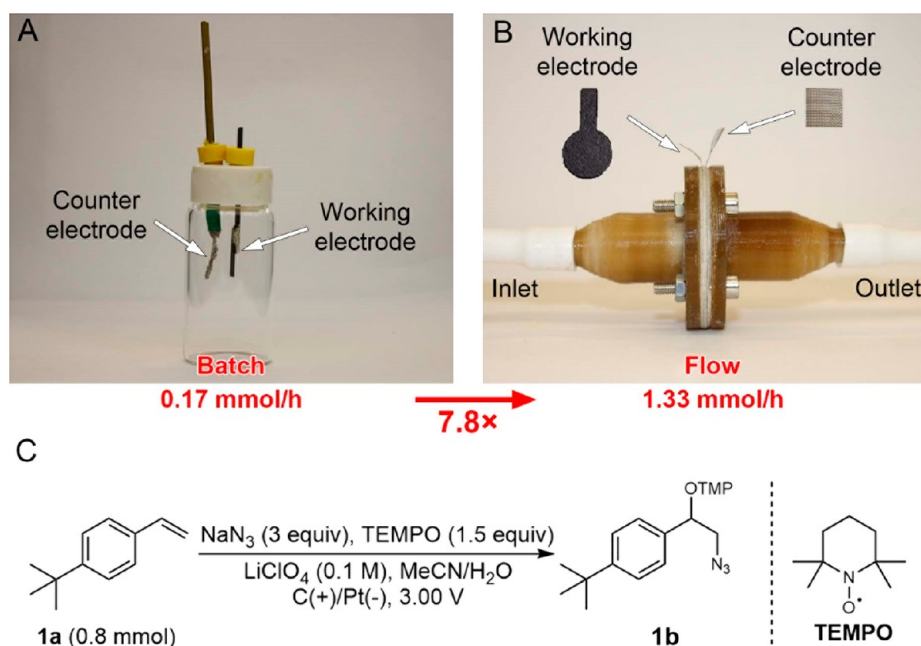 A
Counter
electrode
Working
electrode
Batch
0.17 mmol/h
7.8×
B
Working
electrode
Counter
electrode
Inlet
Outlet
Flow
1.33 mmol/h
C
1a (0.8 mmol)
NaN₃ (3 equiv), TEMPO (1.5 equiv)
LiClO₄ (0.1 M), MeCN/H₂O
C(+)/Pt(-), 3.00 V
OTMP
N₃
1b
N
O•
TEMPO